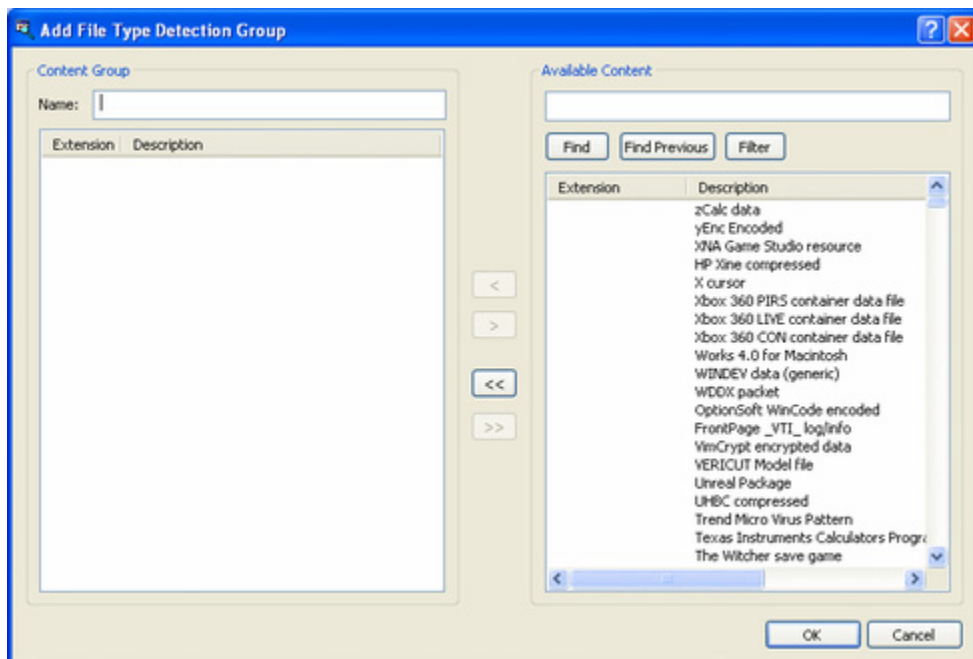 Add File Type Detection Group
Content Group
Name:
Extension Description
<
>
<<
>>
Available Content
Find Find Previous Filter
Extension Description
zCalc data
yEnc Encoded
XNA Game Studio resource
HP Xine compressed
X cursor
Xbox 360 PIRS container data file
Xbox 360 LIVE container data file
Xbox 360 CON container data file
Works 4.0 for Macintosh
WINDEV data (generic)
WDDX packet
OptionSoft WinCode encoded
FrontPage _VTI_ log/info
VimCrypt encrypted data
VERICUT Model file
Unreal Package
UHBC compressed
Trend Micro Virus Pattern
Texas Instruments Calculators Progra
The Witcher save game
OK Cancel